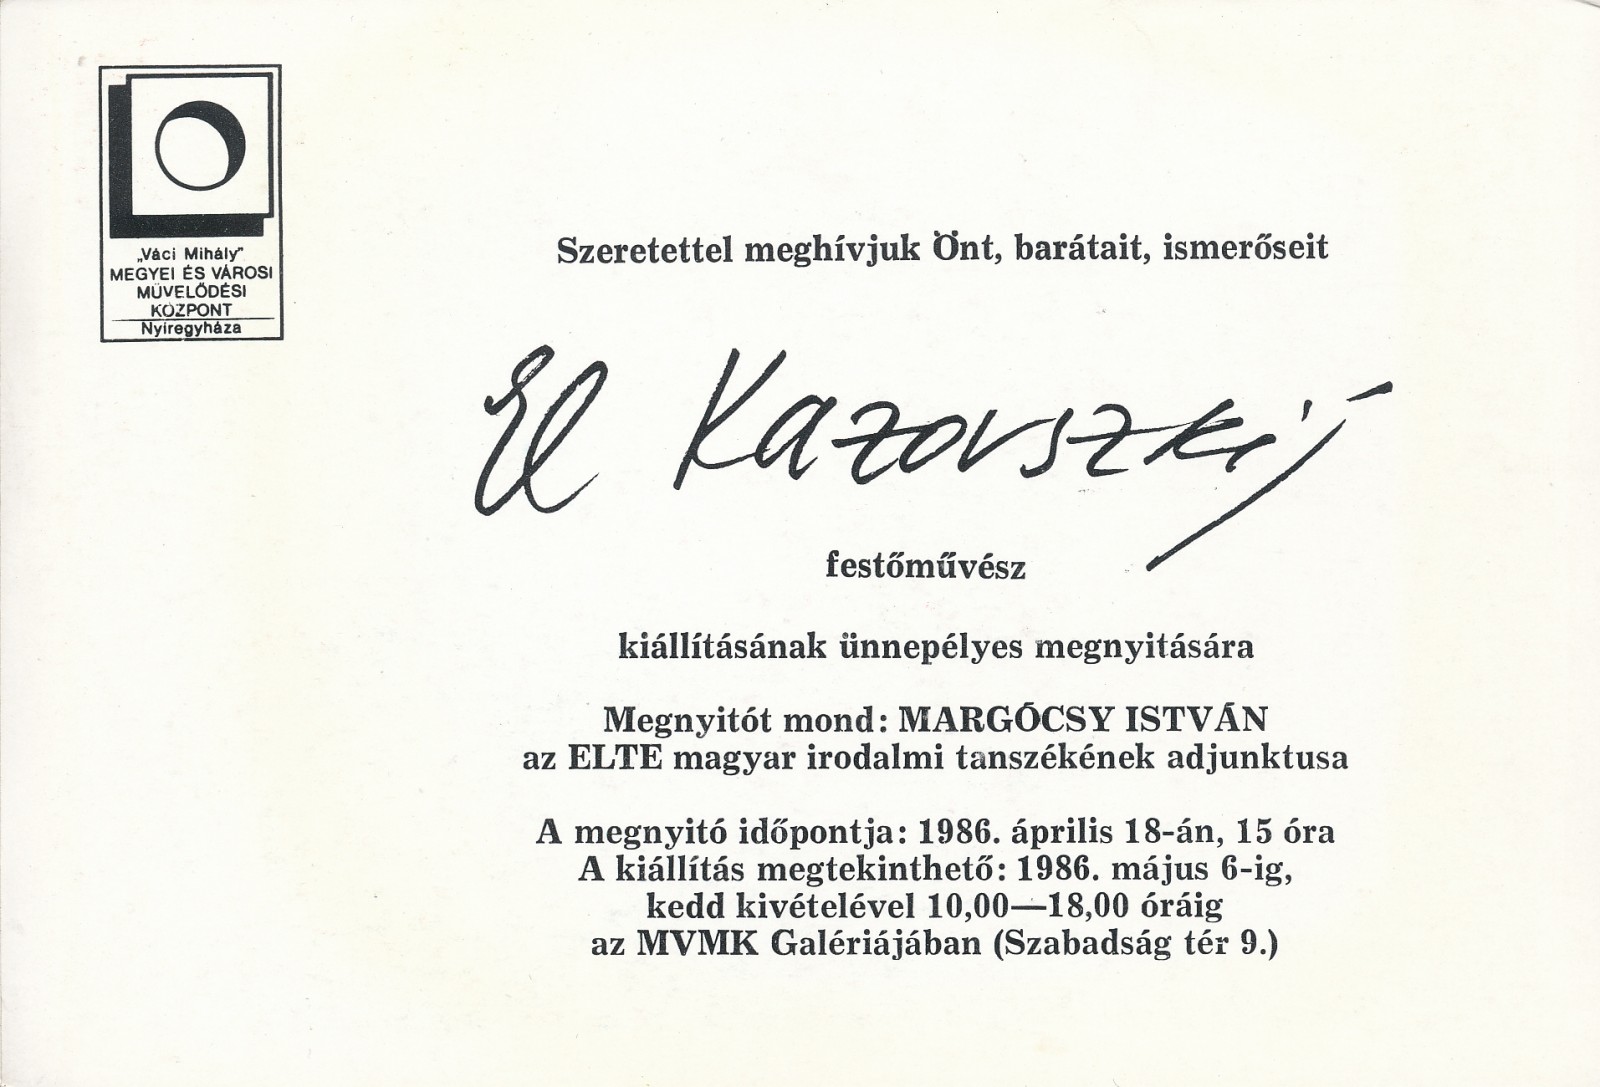 „Váci Mihály"
MEGYEI ÉS VÁROSI
MŰVELŐDÉSI
KÖZPONT
Nyíregyháza
Szeretettel meghívjuk Önt, barátait, ismerőseit
El Kazovszkij
festőművész
kiállításának ünnepélyes megnyitására
Megnyitót mond: MARGÓCSY ISTVÁN
az ELTE magyar irodalmi tanszékének adjunktusa
A megnyitó időpontja: 1986. április 18-án, 15 óra
A kiállítás megtekinthető: 1986. május 6-ig,
kedd kivételével 10,00—18,00 óráig
az MVMK Galériájában (Szabadság tér 9.)